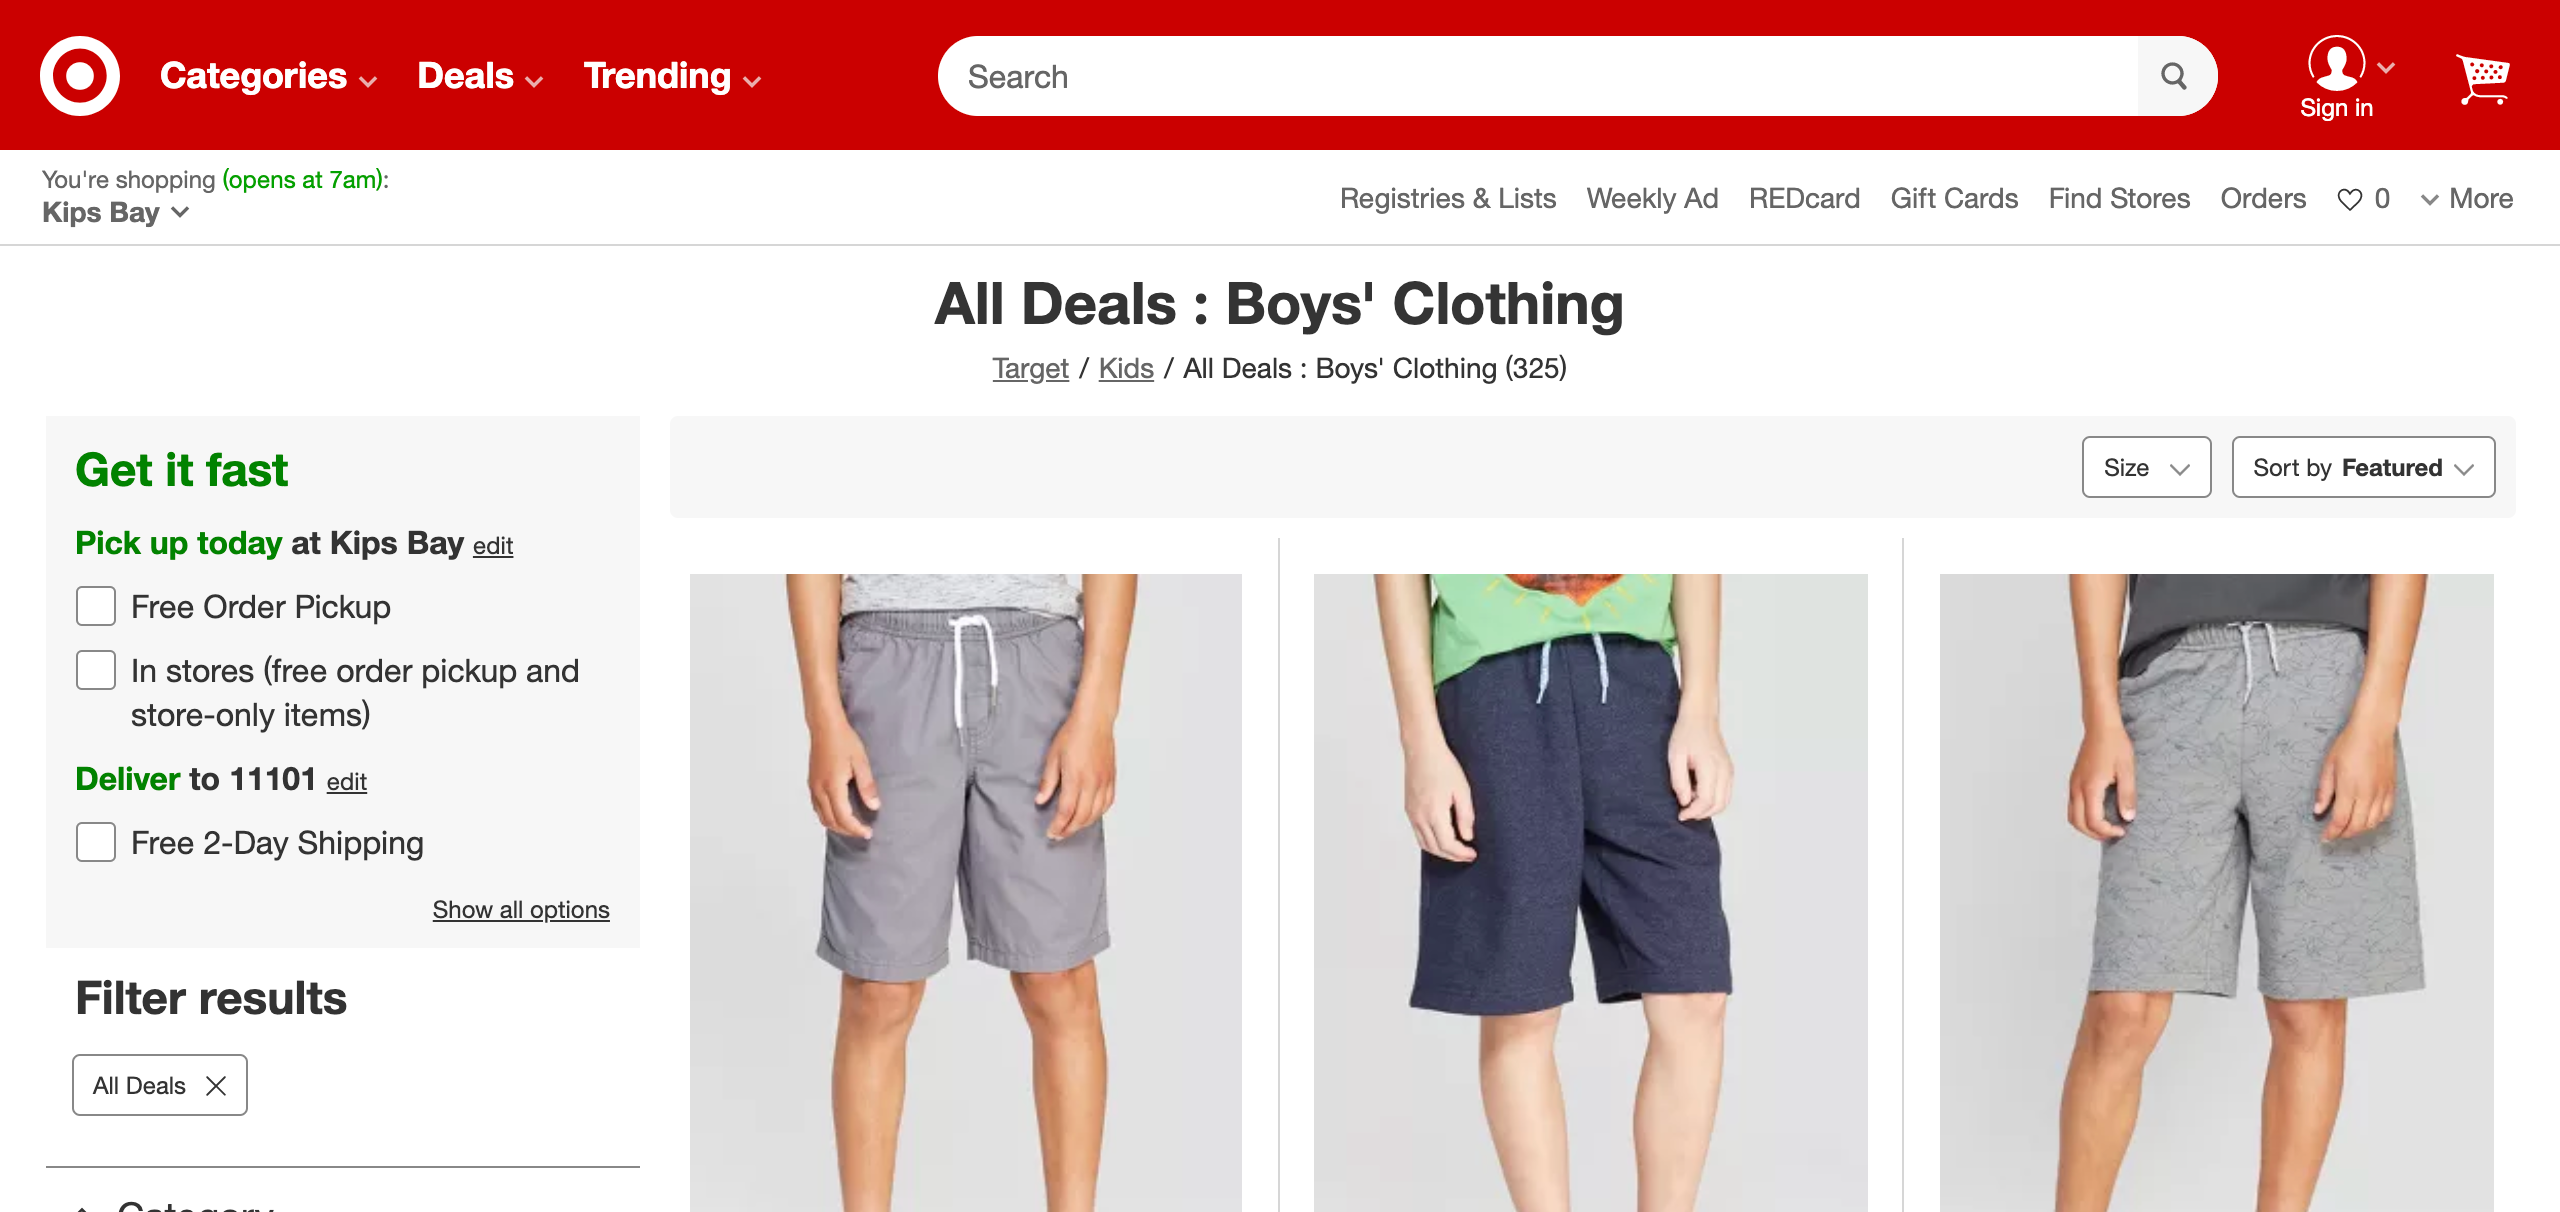 Categories Deals Trending Search Sign in
You're shopping (opens at 7am):
Kips Bay
Registries & Lists Weekly Ad REDcard Gift Cards Find Stores Orders 0 More
All Deals : Boys' Clothing
Target / Kids / All Deals : Boys' Clothing (325)
Get it fast
Pick up today at Kips Bay edit
Free Order Pickup
In stores (free order pickup and
store-only items)
Deliver to 11101 edit
Free 2-Day Shipping
Show all options
Size Sort by Featured
Filter results
All Deals
Category